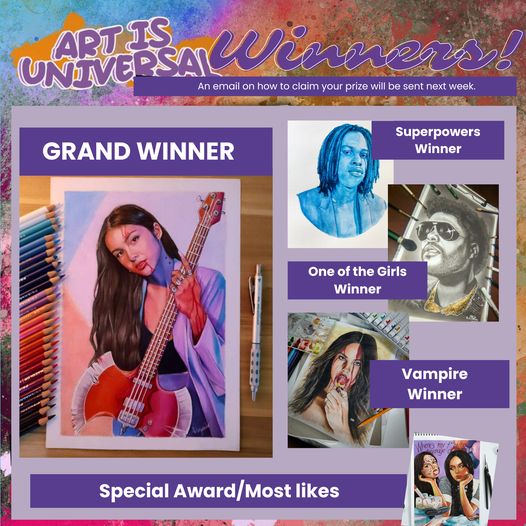 ART IS
UNIVERSAL
Winners!
An email on how to claim your prize will be sent next week.
GRAND WINNER
Superpowers
Winner
One of the Girls
Winner
Vampire
Winner
Special Award/Most likes